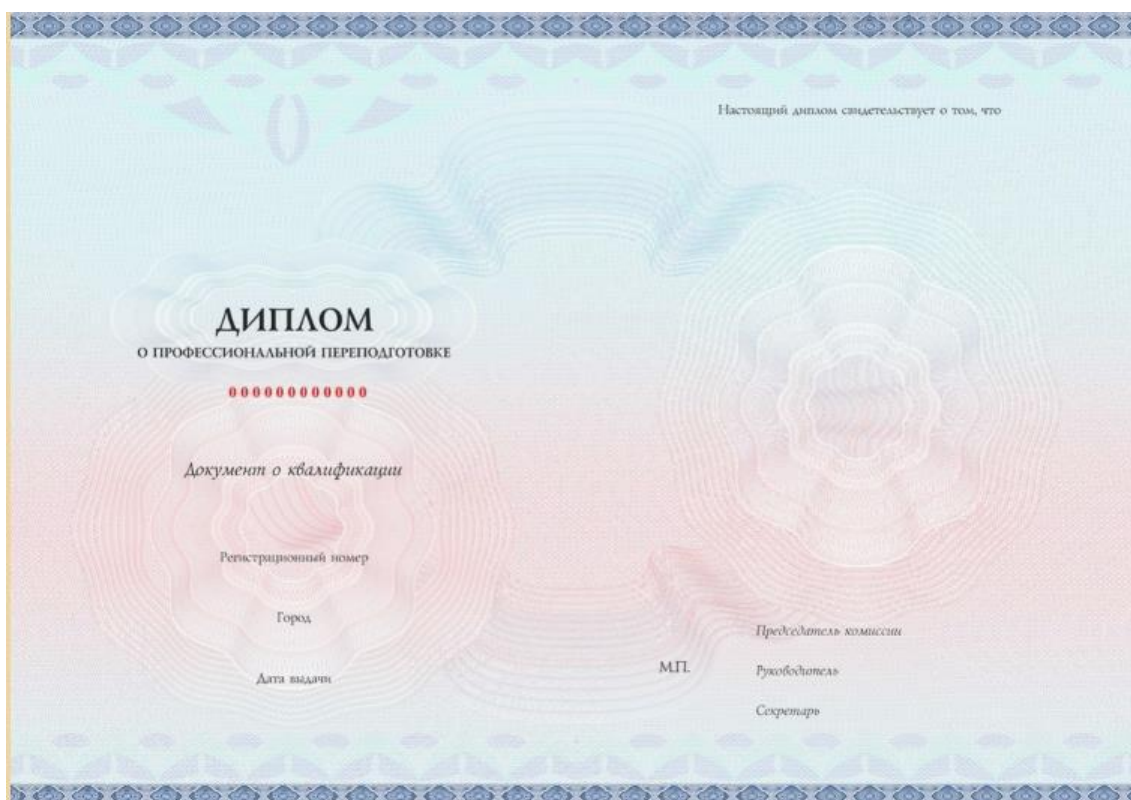 ДИПЛОМ
О ПРОФЕССИОНАЛЬНОЙ ПЕРЕПОДГОТОВКЕ
000000000000
Документ о квалификации
Регистрационный номер
Город
Дата выдачи
Настоящий диплом свидетельствует о том, что
М.П.
Председатель комиссии
Руководитель
Секретарь